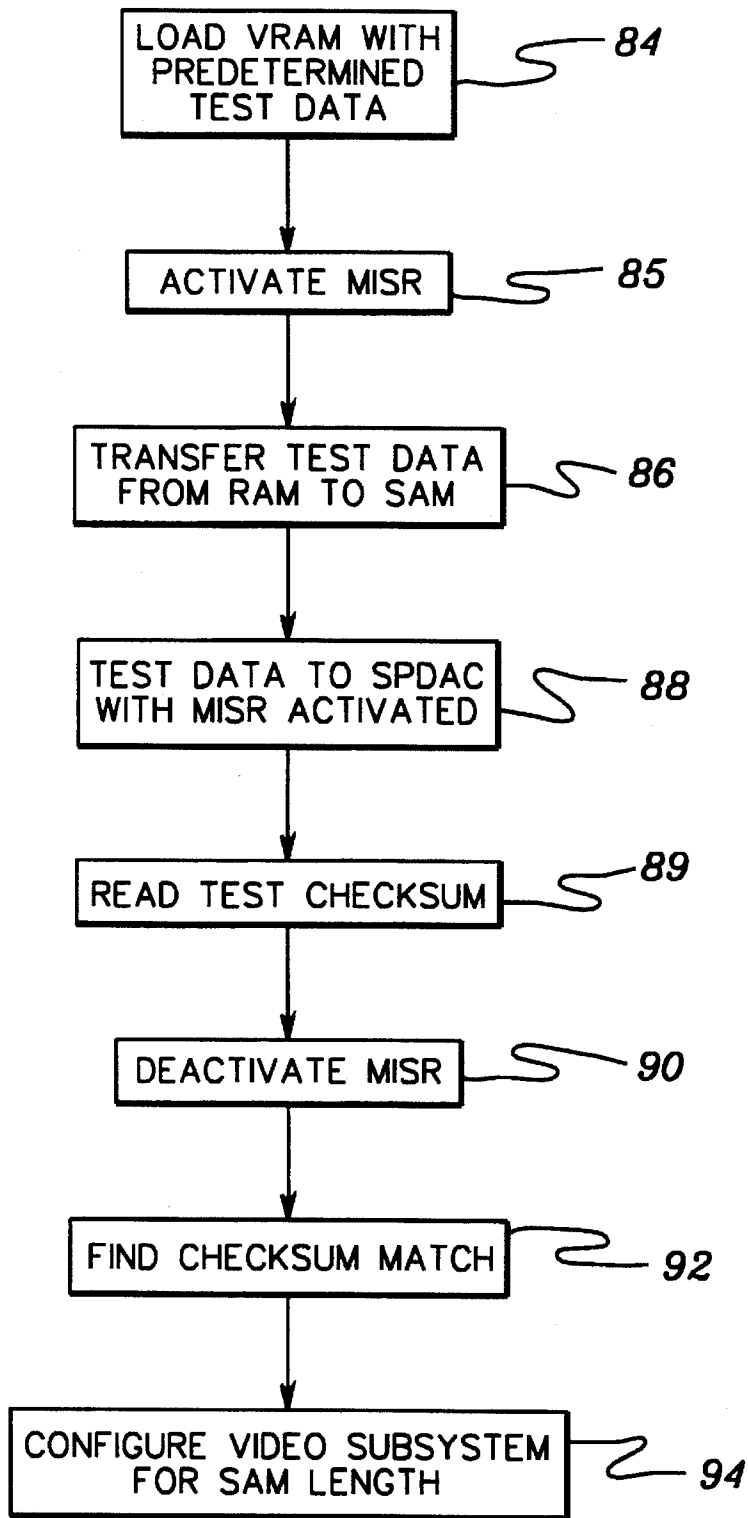 LOAD VRAM WITH
PREDETERMINED
TEST DATA
84
ACTIVATE MISR
85
TRANSFER TEST DATA
FROM RAM TO SAM
86
TEST DATA TO SPDAC
WITH MISR ACTIVATED
88
READ TEST CHECKSUM
89
DEACTIVATE MISR
90
FIND CHECKSUM MATCH
92
CONFIGURE VIDEO SUBSYSTEM
FOR SAM LENGTH
94